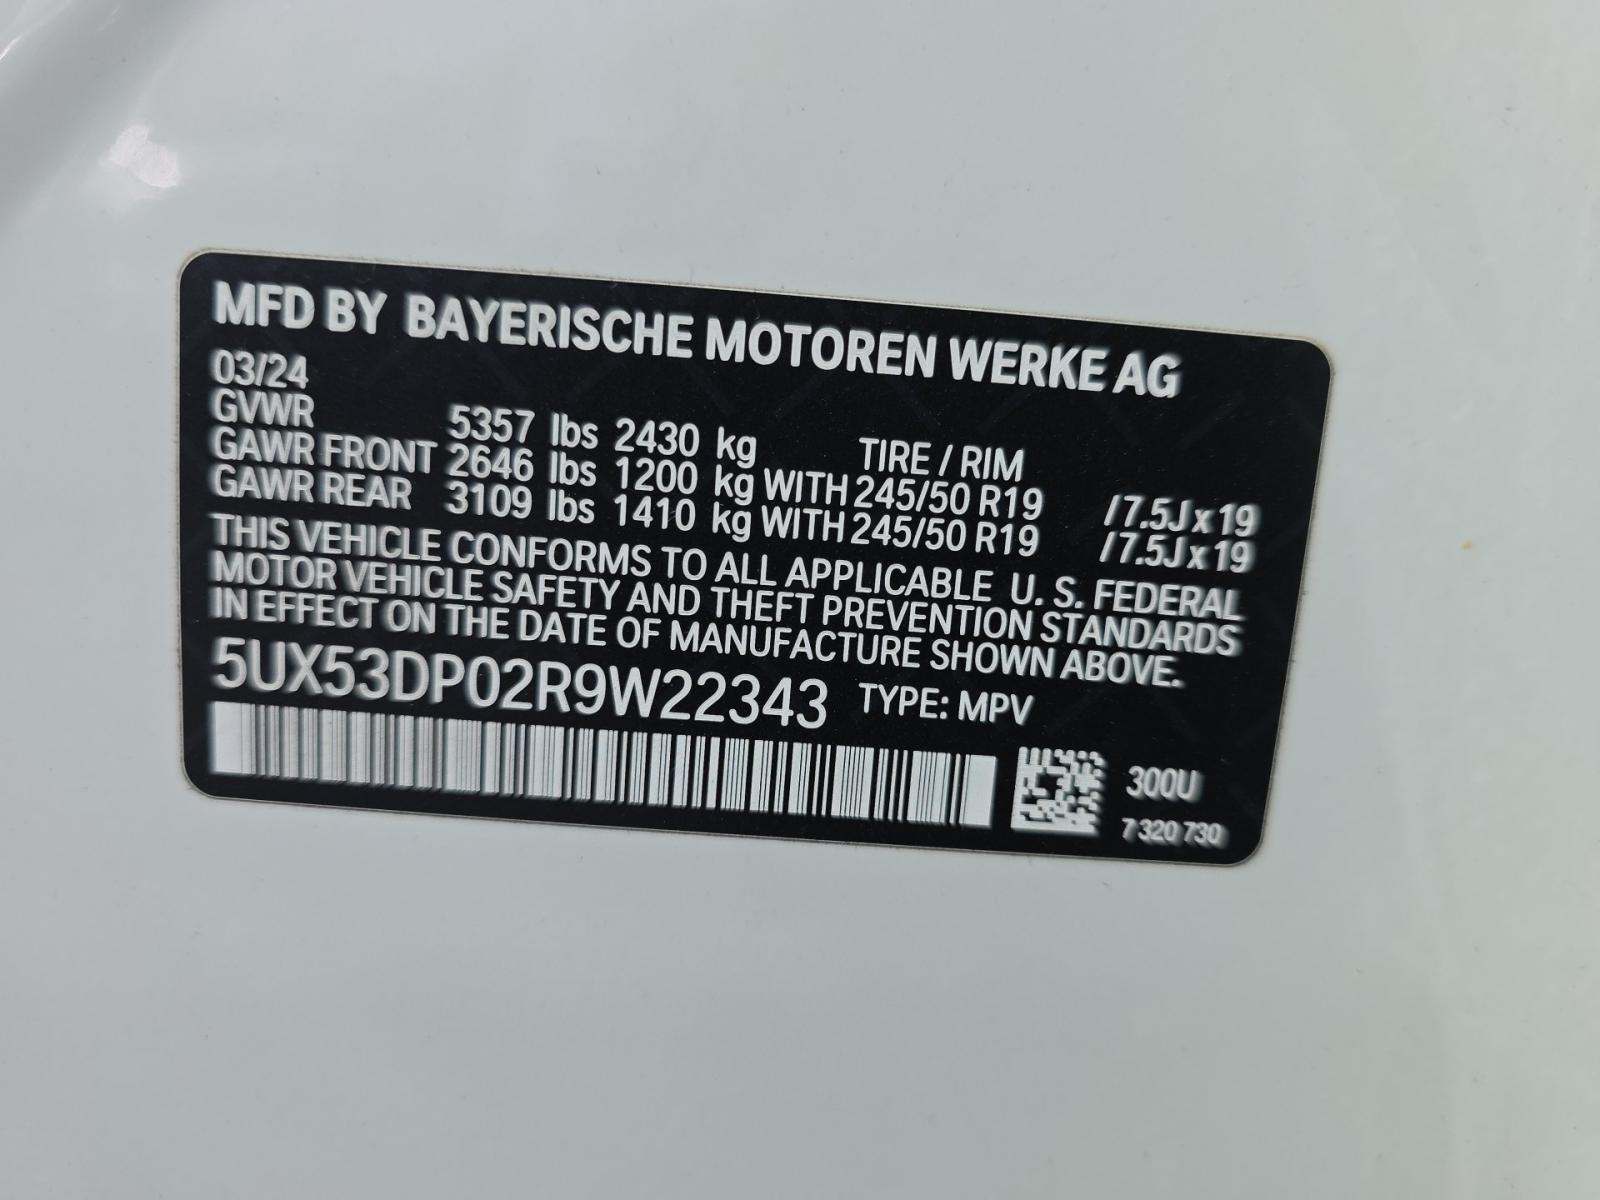 MFD BY BAYERISCHE MOTOREN WERKE AG
03/24
GVWR 5357 lbs 2430 kg TIRE / RIM
GAWR FRONT 2646 lbs 1200 kg WITH 245/50 R19 / 7.5J x 19
GAWR REAR 3109 lbs 1410 kg WITH 245/50 R19 / 7.5J x 19
THIS VEHICLE CONFORMS TO ALL APPLICABLE U. S. FEDERAL
MOTOR VEHICLE SAFETY AND THEFT PREVENTION STANDARDS
IN EFFECT ON THE DATE OF MANUFACTURE SHOWN ABOVE.
5UX53DP02R9W22343 TYPE: MPV
300U
7 320 730